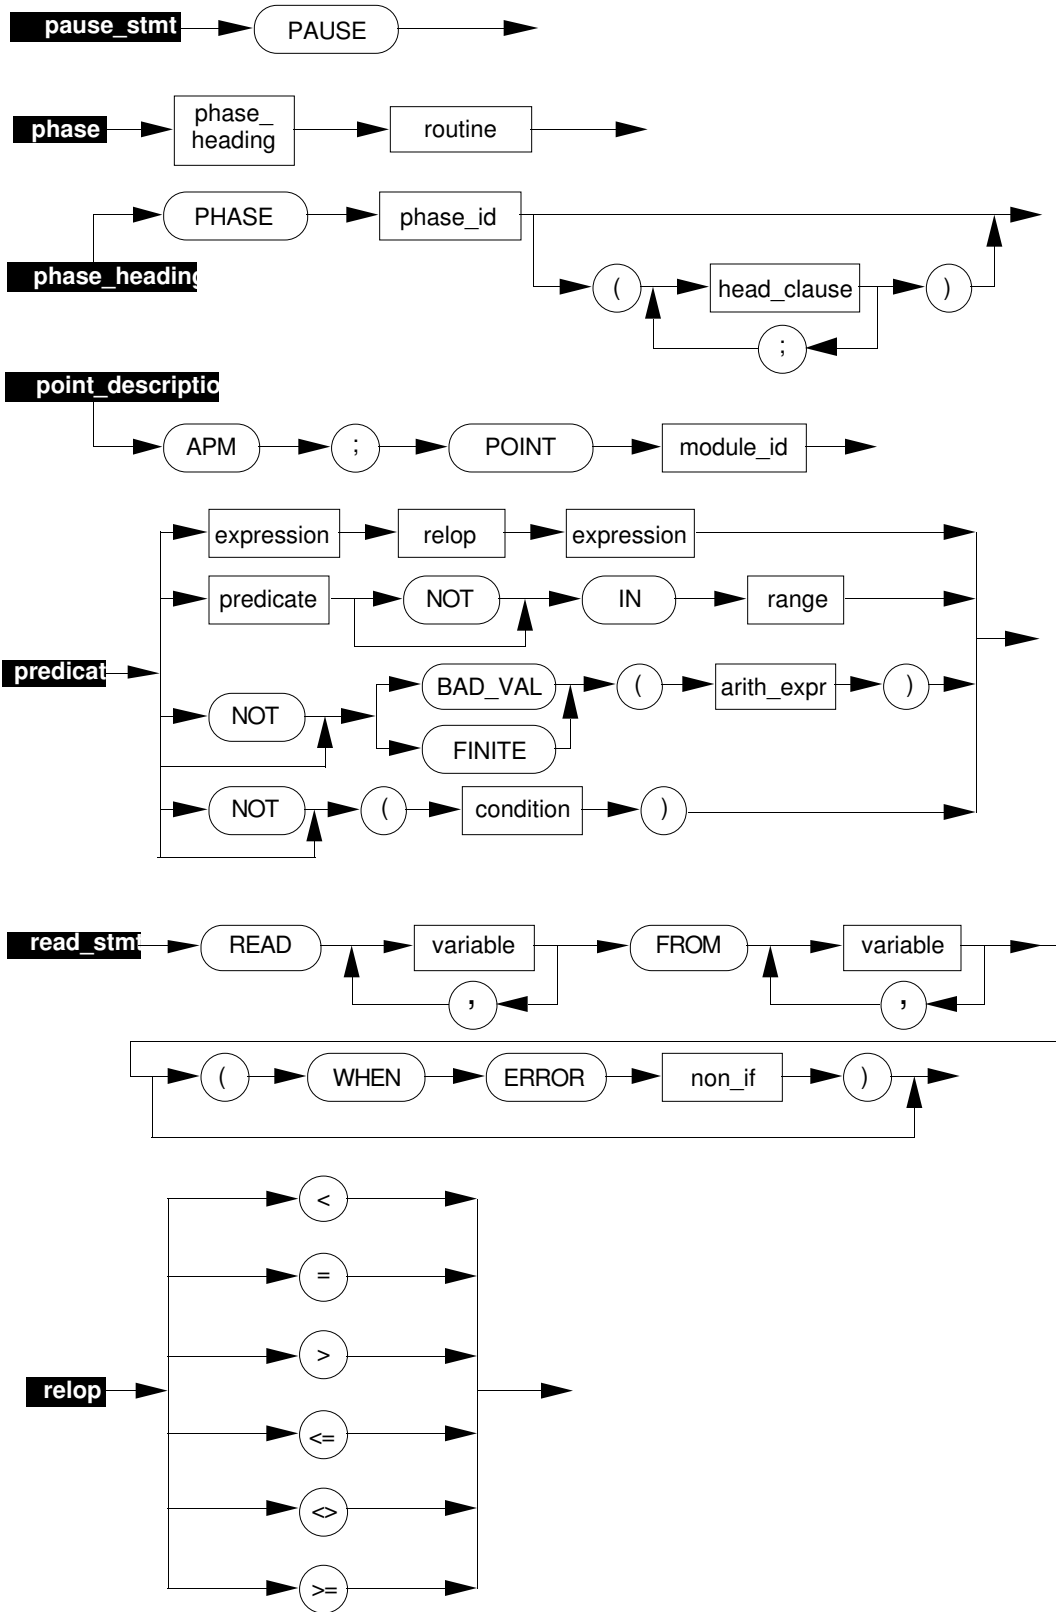 pause_stmt PAUSE
phase phase_ heading routine
PHASE phase_id
phase_heading ( head_clause )
;
point_descriptio
APM ; POINT module_id
expression relop expression
predicate NOT IN range
predicat
NOT BAD_VAL ( arith_expr )
FINITE
NOT ( condition )
read_stmt READ variable FROM variable
, ,
( WHEN ERROR non_if )
<
=
>
relop
<=
<>
>=